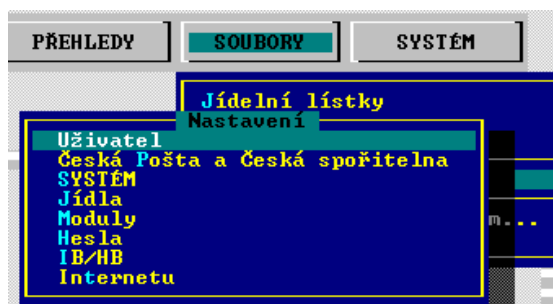 PŘEHLEDY SOUBORY SYSTÉM
Jídelní lístky
Nastavení
Uživatel
Česká Pošta a Česká spořitelna
SYSTÉM
Jídla
Moduly
m...
Hesla
IB/HB
Internetu